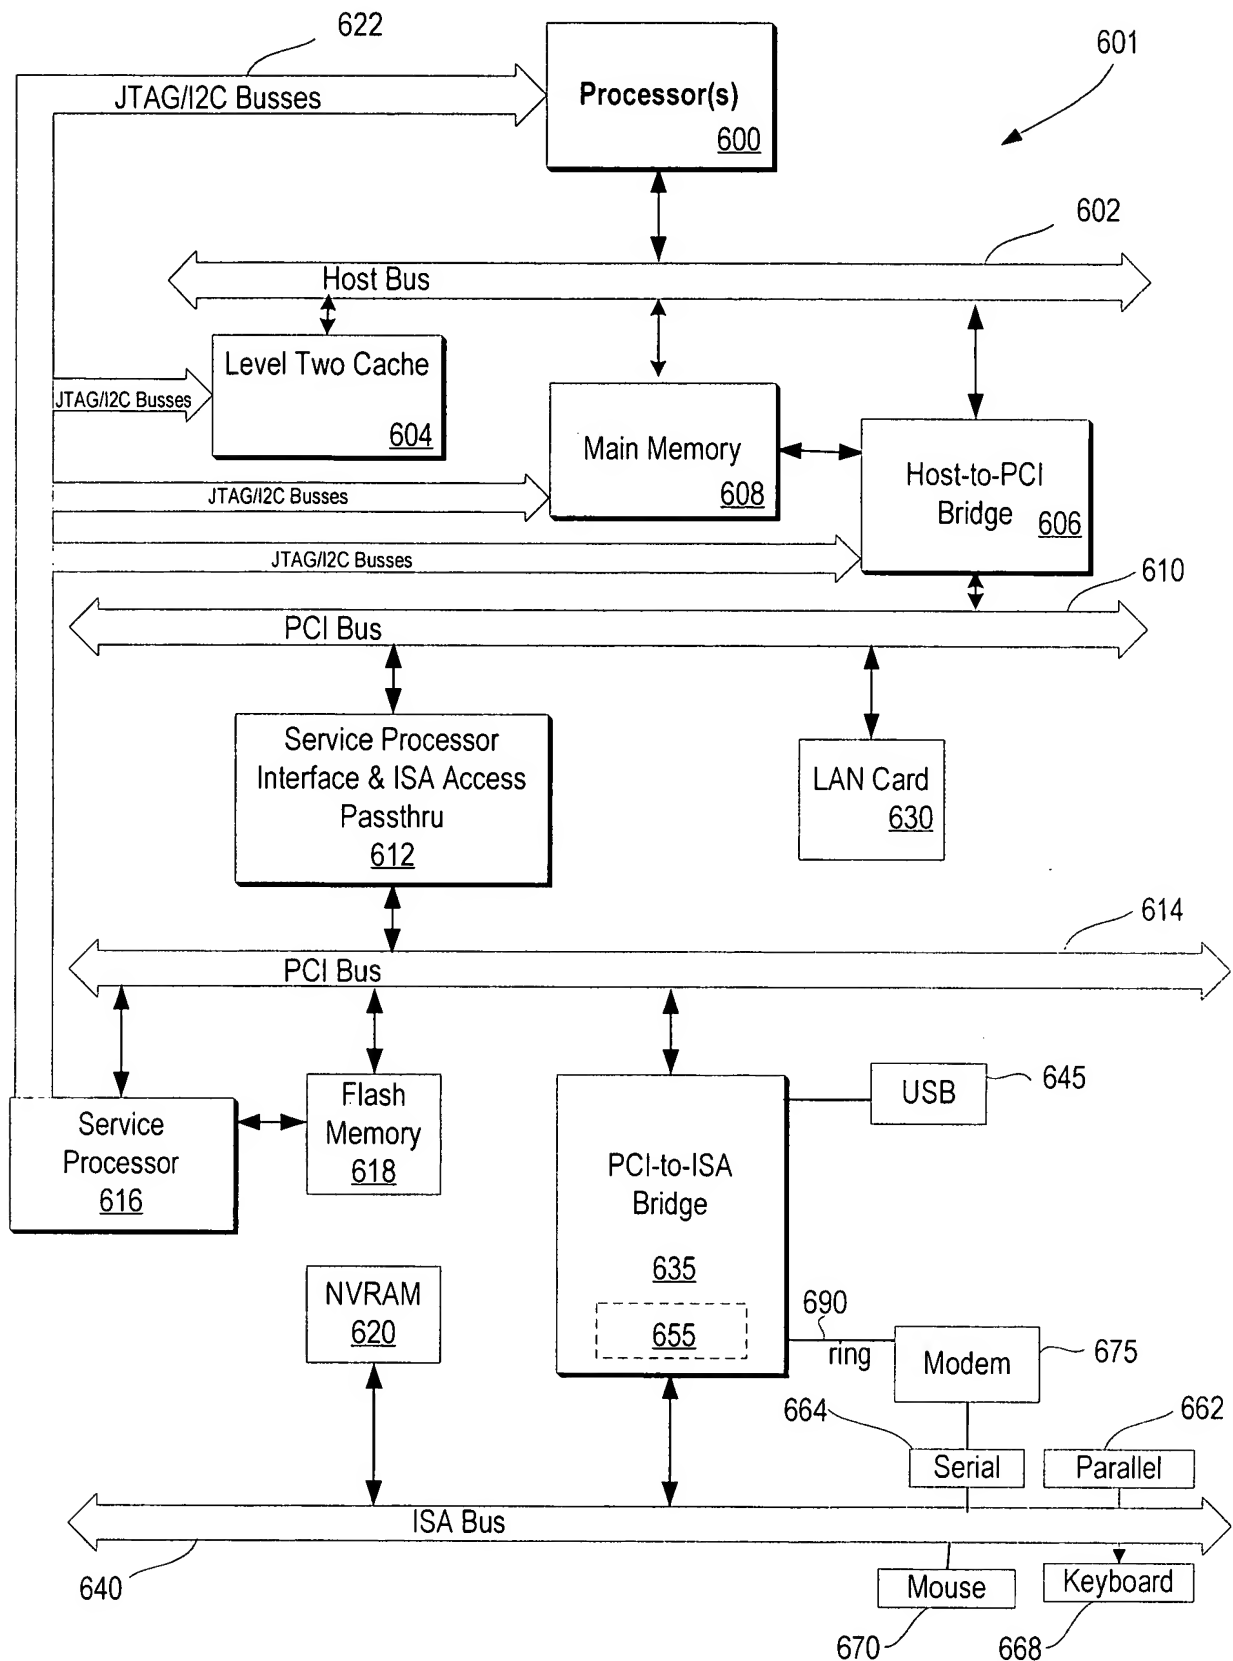 622
601
JTAG/I2C Busses
Processor(s)
600
602
Host Bus
Level Two Cache
604
JTAG/I2C Busses
Main Memory
608
Host-to-PCI
Bridge
606
JTAG/I2C Busses
JTAG/I2C Busses
610
PCI Bus
Service Processor
Interface & ISA Access
Passthru
612
LAN Card
630
614
PCI Bus
Service
Processor
616
Flash
Memory
618
USB
645
PCI-to-ISA
Bridge
635
655
NVRAM
620
690
ring
Modem
675
664
662
Serial
Parallel
ISA Bus
640
Mouse
Keyboard
670
668